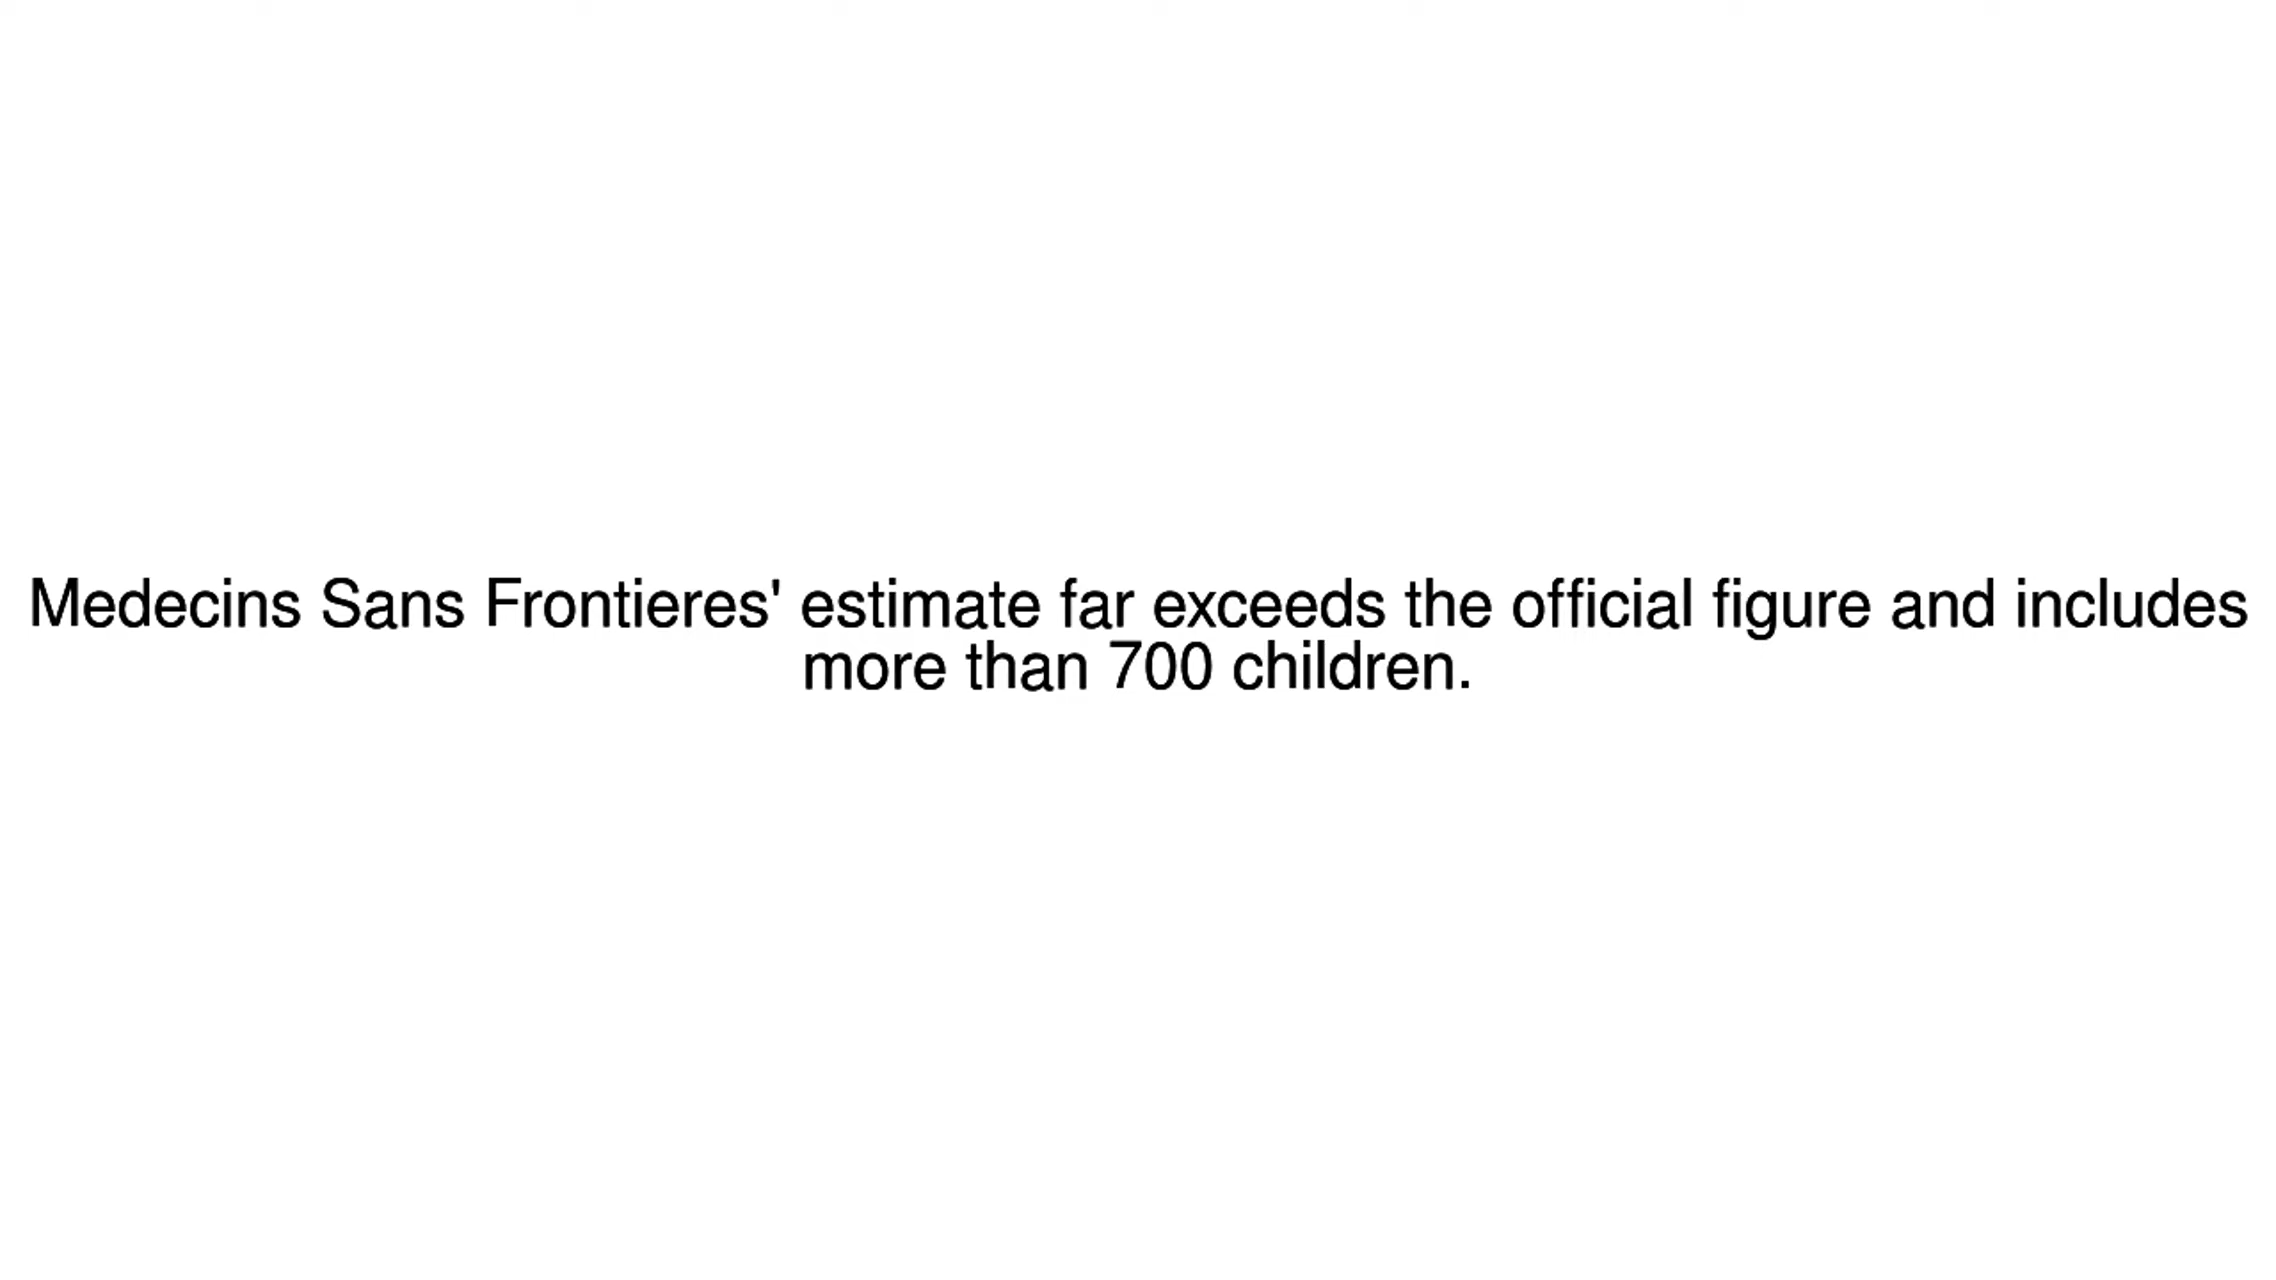 Medecins Sans Frontieres' estimate far exceeds the official figure and includes
more than 700 children.